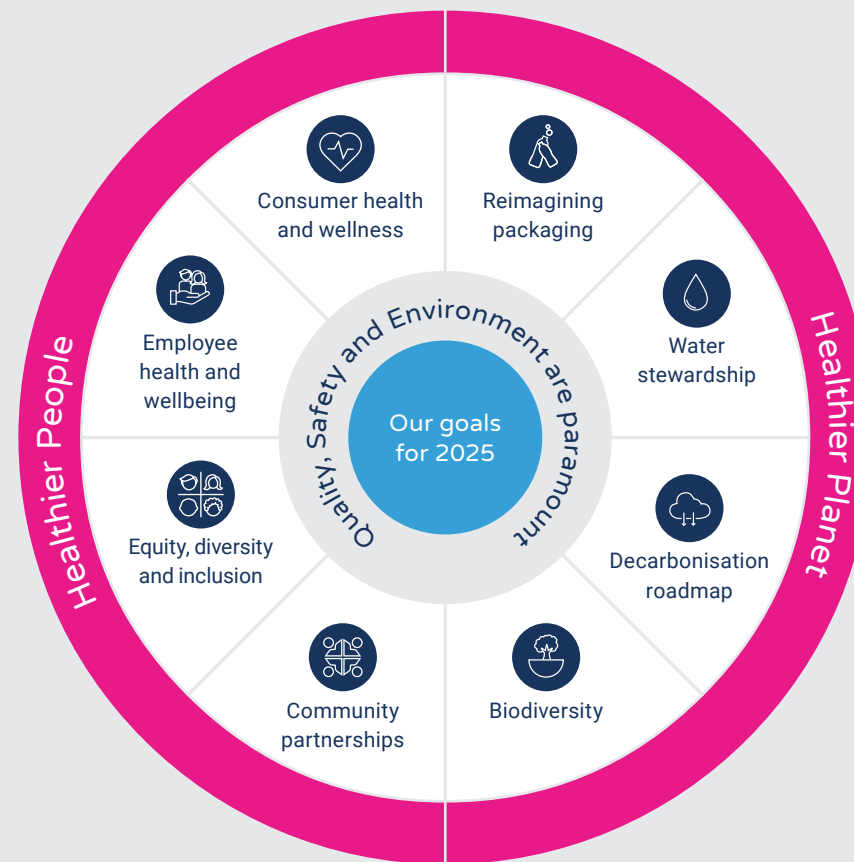 Consumer health
and wellness
Reimagining
packaging
Employee
health and
wellbeing
Water
stewardship
Healthier People
Quality, Safety and Environment are paramount
Our goals
for 2025
Healthier Planet
Equity, diversity
and inclusion
Decarbonisation
roadmap
Community
partnerships
Biodiversity